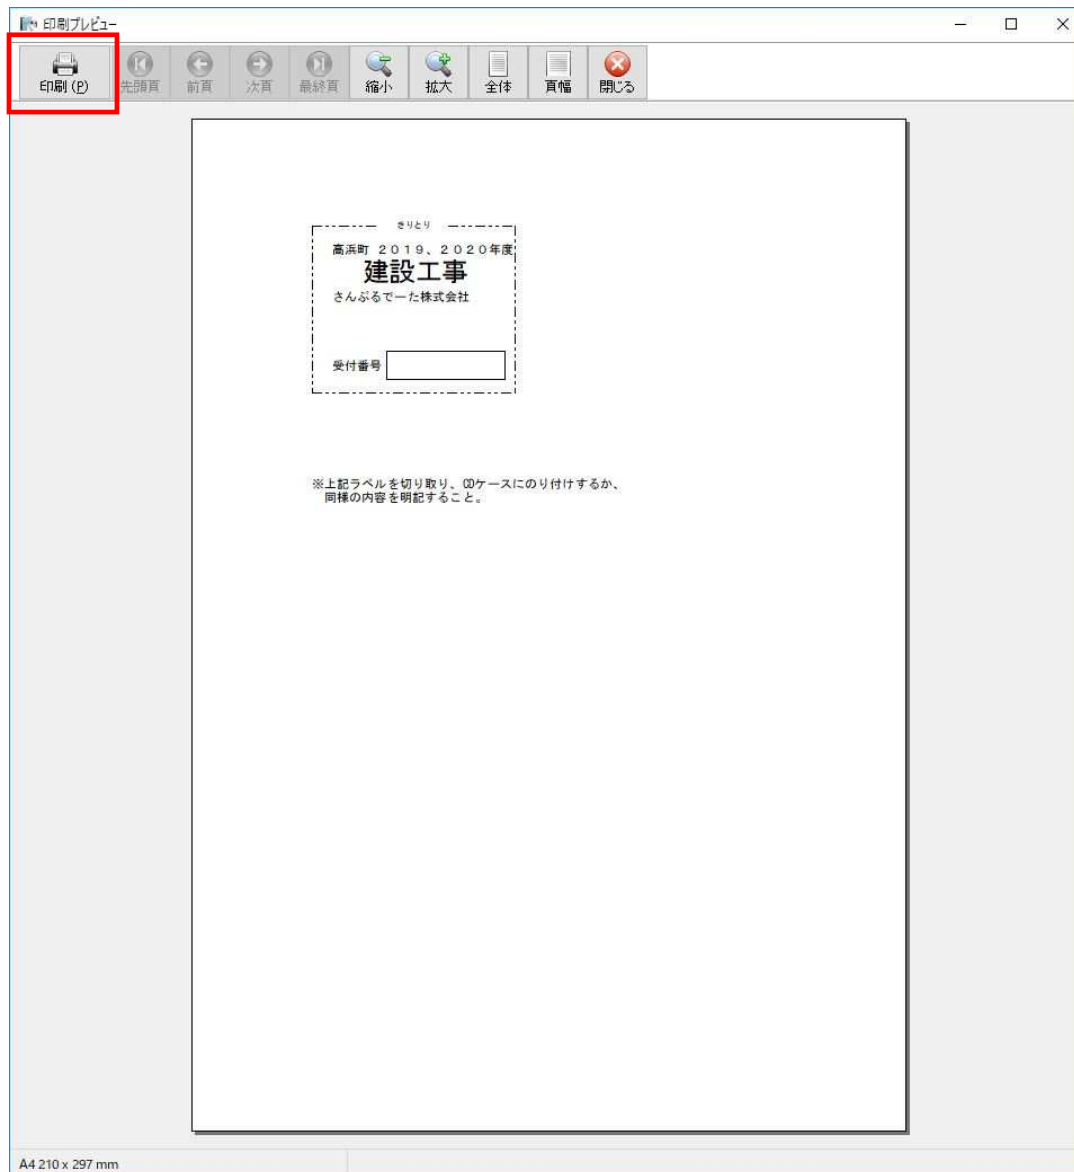 印刷プレビュー
印刷(P) 先頭頁 前頁 次頁 最終頁 縮小 拡大 全体 頁幅 閉じる
きりとり
高浜町 2019、2020年度
建設工事
さんぷるでーた株式会社
受付番号
※上記ラベルを切り取り、CDケースにのり付けするか、
同様の内容を明記すること。
A4 210 x 297 mm